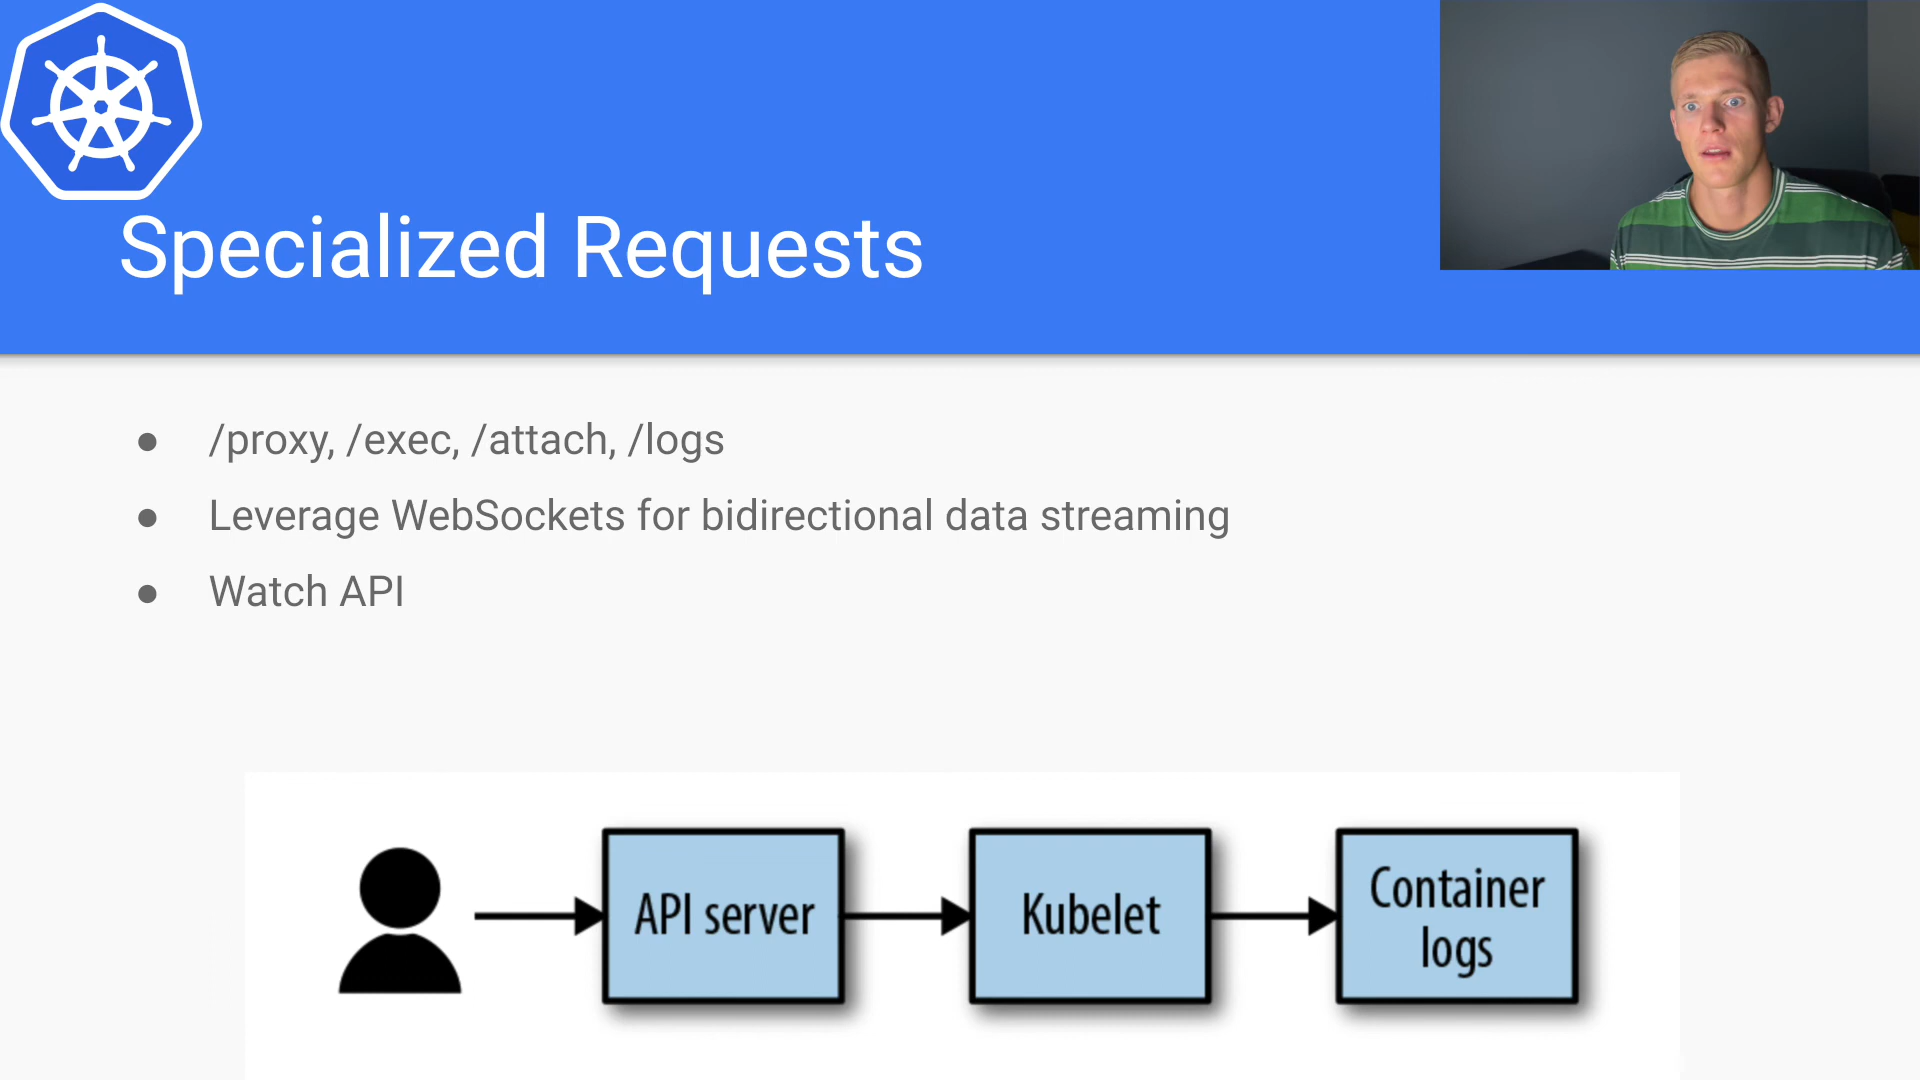 Specialized Requests
/proxy, /exec, /attach, /logs
Leverage WebSockets for bidirectional data streaming
Watch API
API server
Kubelet
Container
logs